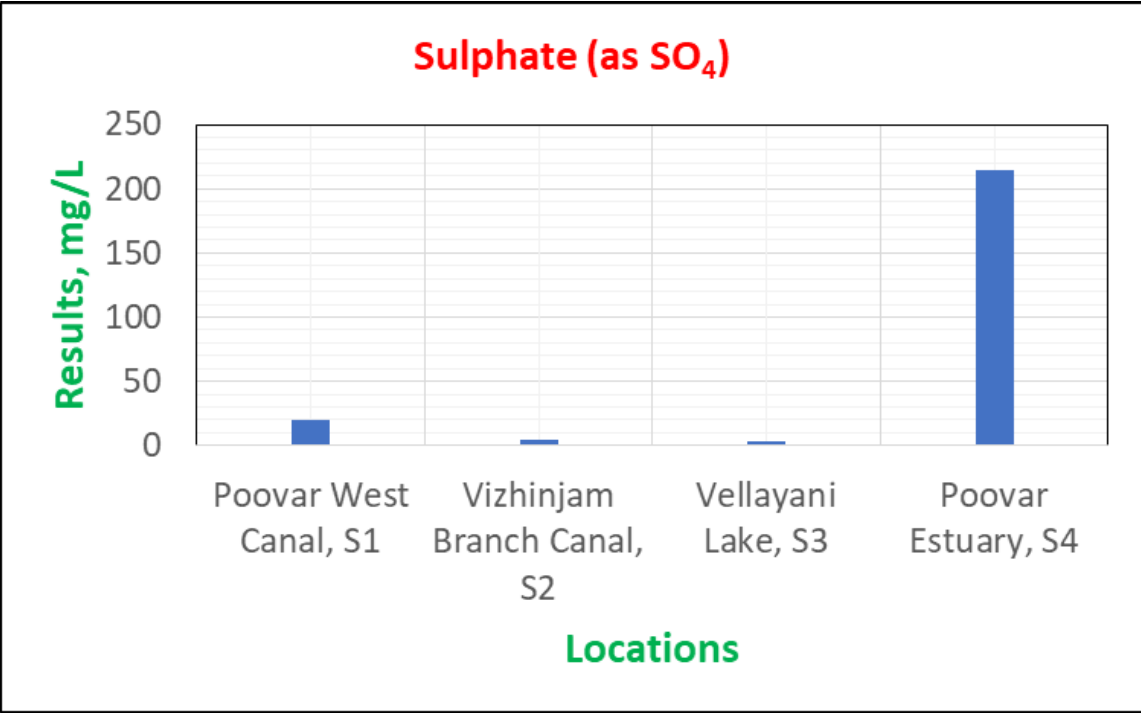 Sulphate (as SO₄)
Results, mg/L
250
200
150
100
50
0
Poovar West
Canal, S1
Vizhinjam
Branch Canal,
S2
Vellayani
Lake, S3
Poovar
Estuary, S4
Locations